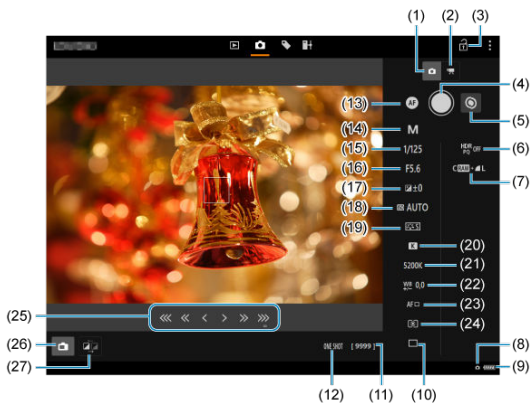 (1)
(2)
(3)
(4)
(5)
(6)
(7)
(8)
(9)
(10)
(11)
(12)
(13) AF
(14) M
(15) 1/125
(16) F5.6
(17) ±0
(18) AUTO
(19)
HDR PQ OFF
CRAW+ L
K
(20)
5200K
(21)
WB +/- 0,0
(22)
AF
(23)
(24)
(25)
(26)
(27)
ONE SHOT [ 9999 ]